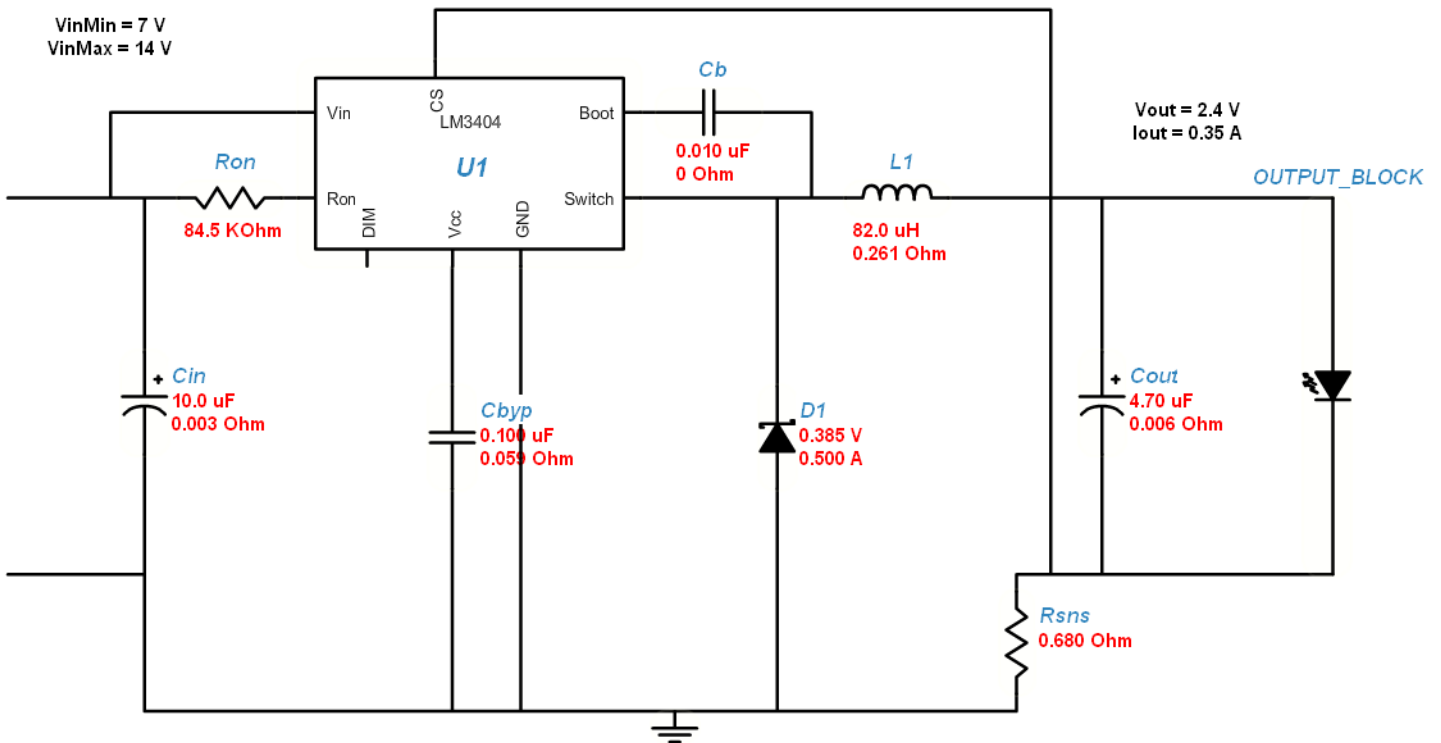 VinMin = 7 V
VinMax = 14 V
Cb
0.010 uF
0 Ohm
Vin
CS
LM3404
Boot
U1
Ron
Switch
DIM
Vcc
GND
Ron
84.5 KOhm
L1
82.0 uH
0.261 Ohm
Vout = 2.4 V
Iout = 0.35 A
OUTPUT_BLOCK
+ Cin
10.0 uF
0.003 Ohm
Cbyp
0.100 uF
0.059 Ohm
D1
0.385 V
0.500 A
+ Cout
4.70 uF
0.006 Ohm
Rsns
0.680 Ohm